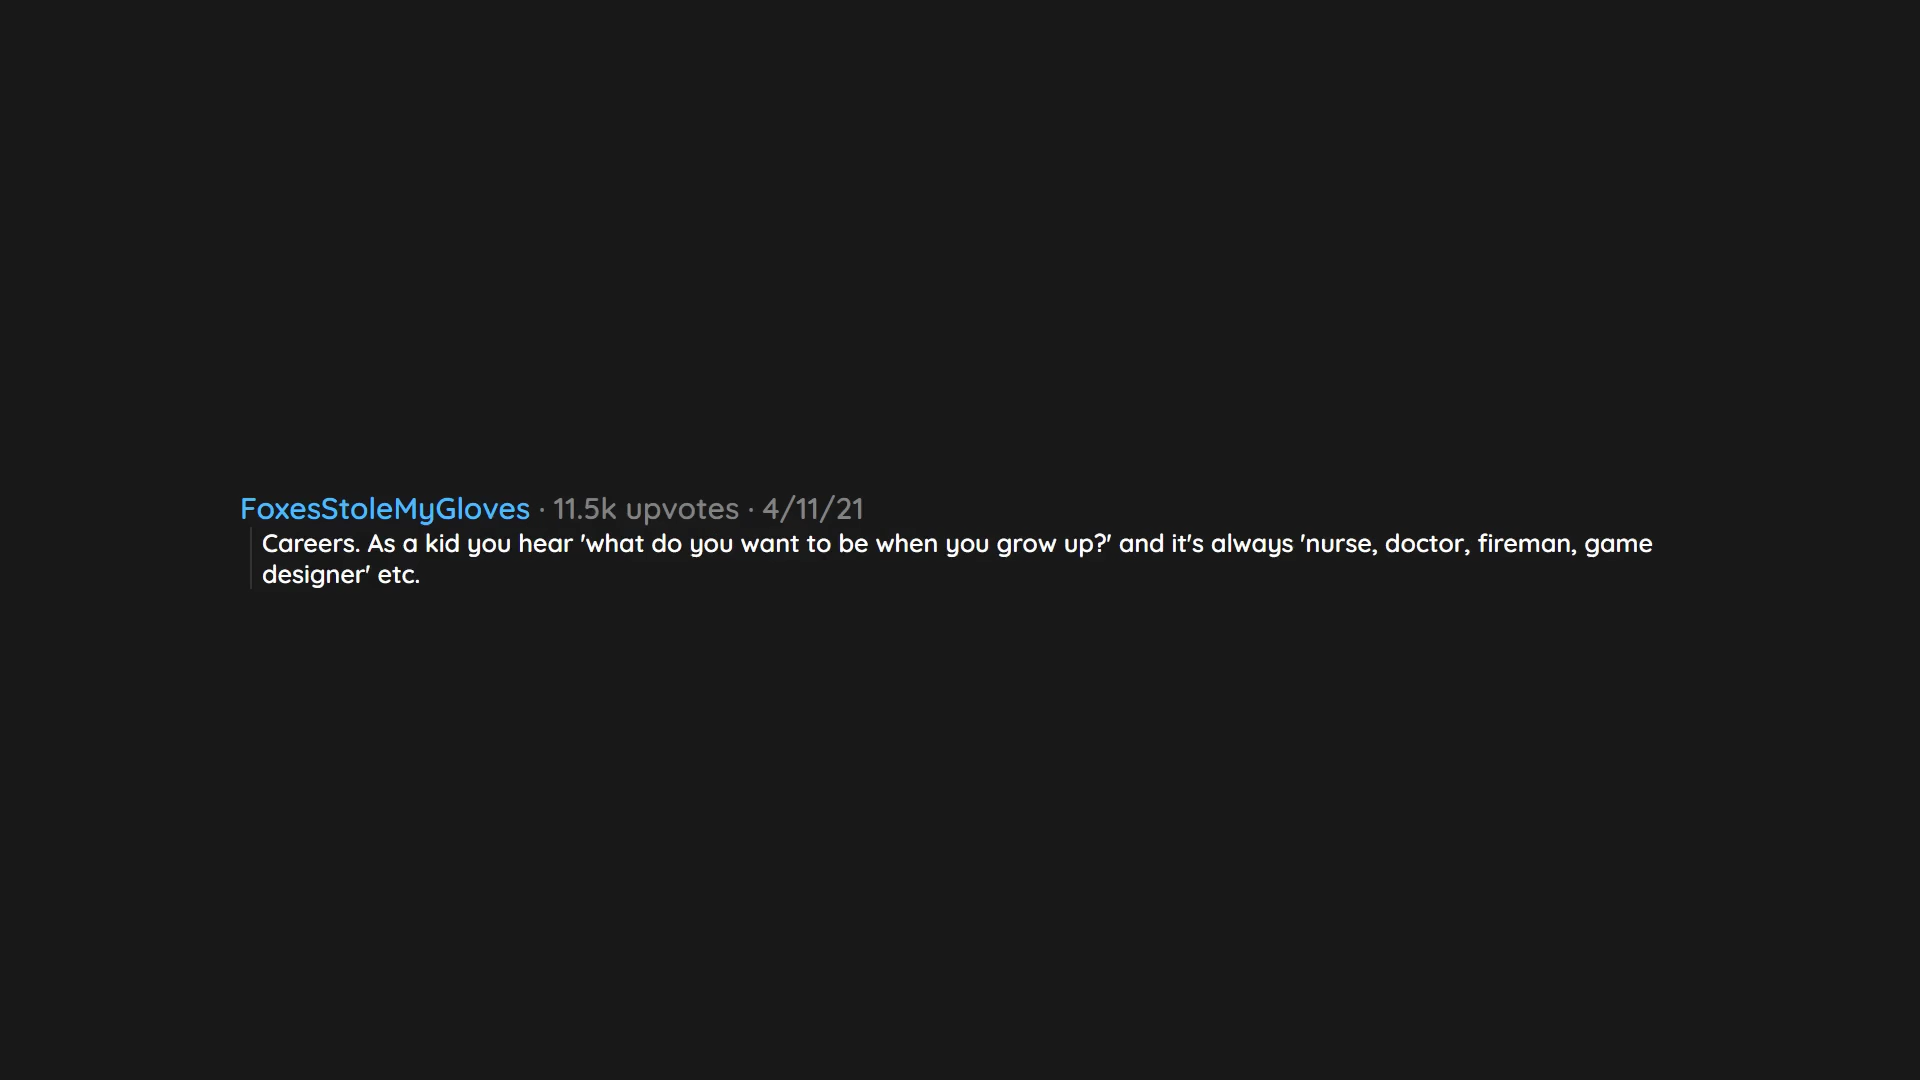 FoxesStoleMyGloves · 11.5k upvotes · 4/11/21
Careers. As a kid you hear 'what do you want to be when you grow up?' and it's always 'nurse, doctor, fireman, game
designer' etc.